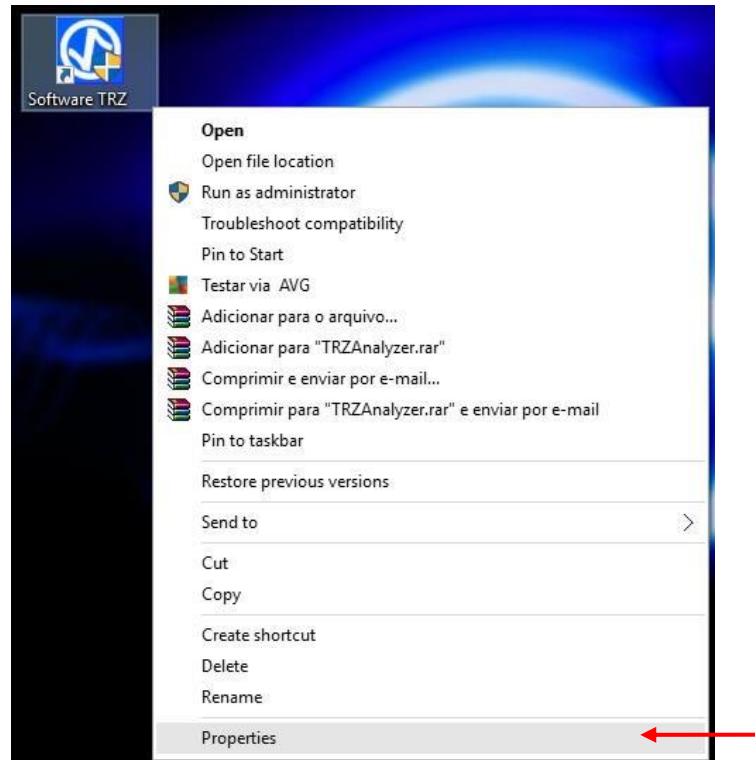 Software TRZ
Open
Open file location
Run as administrator
Troubleshoot compatibility
Pin to Start
Testar via  AVG
Adicionar para o arquivo...
Adicionar para "TRZAnalyzer.rar"
Comprimir e enviar por e-mail...
Comprimir para "TRZAnalyzer.rar" e enviar por e-mail
Pin to taskbar
Restore previous versions
Send to
Cut
Copy
Create shortcut
Delete
Rename
Properties